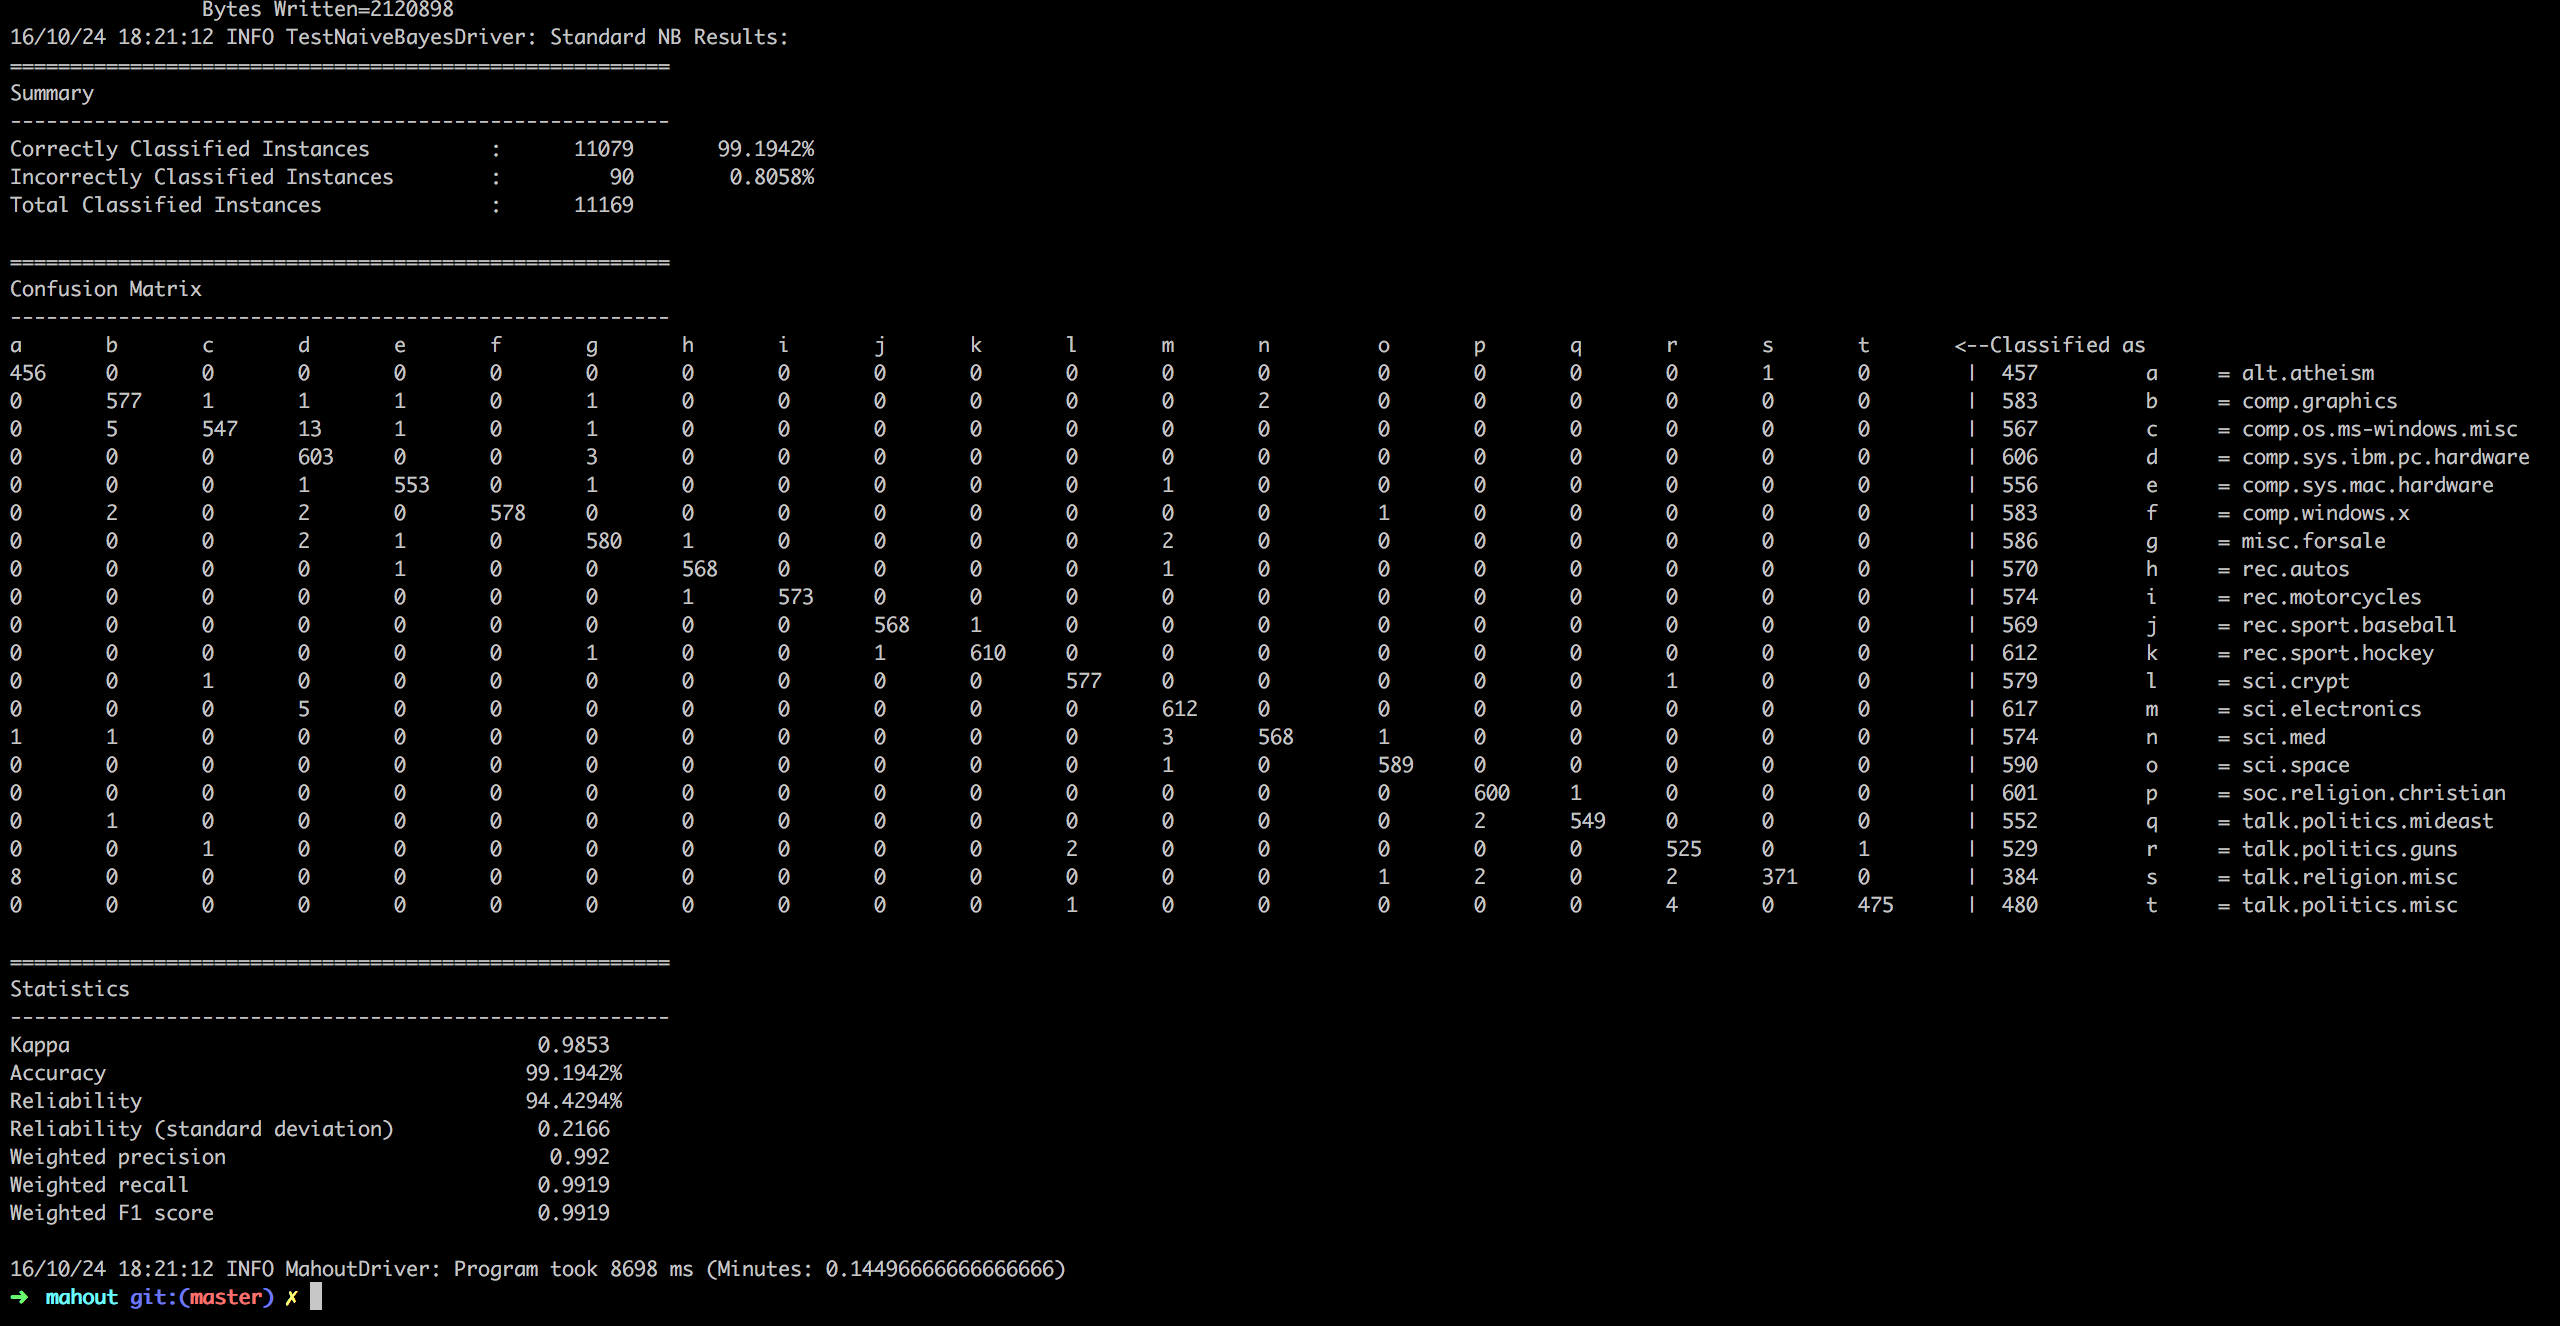 Bytes Written=2120898
16/10/24 18:21:12 INFO TestNaiveBayesDriver: Standard NB Results:
=======================================================
Summary
-------------------------------------------------------
Correctly Classified Instances : 11079 99.1942%
Incorrectly Classified Instances : 90 0.8058%
Total Classified Instances : 11169
=======================================================
Confusion Matrix
-------------------------------------------------------
a b c d e f g h i j k l m n o p q r s t <--Classified as
456 0 0 0 0 0 0 0 0 0 0 0 0 0 0 0 0 0 1 0 | 457 a = alt.atheism
0 577 1 1 1 0 1 0 0 0 0 0 0 2 0 0 0 0 0 0 | 583 b = comp.graphics
0 5 547 13 1 0 1 0 0 0 0 0 0 0 0 0 0 0 0 0 | 567 c = comp.os.ms-windows.misc
0 0 0 603 0 0 3 0 0 0 0 0 0 0 0 0 0 0 0 0 | 606 d = comp.sys.ibm.pc.hardware
0 0 0 1 553 0 1 0 0 0 0 0 1 0 0 0 0 0 0 0 | 556 e = comp.sys.mac.hardware
0 2 0 2 0 578 0 0 0 0 0 0 0 0 1 0 0 0 0 0 | 583 f = comp.windows.x
0 0 0 2 1 0 580 1 0 0 0 0 2 0 0 0 0 0 0 0 | 586 g = misc.forsale
0 0 0 0 1 0 0 568 0 0 0 0 1 0 0 0 0 0 0 0 | 570 h = rec.autos
0 0 0 0 0 0 0 1 573 0 0 0 0 0 0 0 0 0 0 0 | 574 i = rec.motorcycles
0 0 0 0 0 0 0 0 0 568 1 0 0 0 0 0 0 0 0 0 | 569 j = rec.sport.baseball
0 0 0 0 0 0 1 0 0 1 610 0 0 0 0 0 0 0 0 0 | 612 k = rec.sport.hockey
0 0 1 0 0 0 0 0 0 0 0 577 0 0 0 0 0 1 0 0 | 579 l = sci.crypt
0 0 0 5 0 0 0 0 0 0 0 0 612 0 0 0 0 0 0 0 | 617 m = sci.electronics
1 1 0 0 0 0 0 0 0 0 0 0 3 568 1 0 0 0 0 0 | 574 n = sci.med
0 0 0 0 0 0 0 0 0 0 0 0 1 0 589 0 0 0 0 0 | 590 o = sci.space
0 0 0 0 0 0 0 0 0 0 0 0 0 0 0 600 1 0 0 0 | 601 p = soc.religion.christian
0 1 0 0 0 0 0 0 0 0 0 0 0 0 0 2 549 0 0 0 | 552 q = talk.politics.mideast
0 0 1 0 0 0 0 0 0 0 0 2 0 0 0 0 0 525 0 1 | 529 r = talk.politics.guns
8 0 0 0 0 0 0 0 0 0 0 0 0 0 1 2 0 2 371 0 | 384 s = talk.religion.misc
0 0 0 0 0 0 0 0 0 0 0 1 0 0 0 0 0 4 0 475 | 480 t = talk.politics.misc
=======================================================
Statistics
-------------------------------------------------------
Kappa 0.9853
Accuracy 99.1942%
Reliability 94.4294%
Reliability (standard deviation) 0.2166
Weighted precision 0.992
Weighted recall 0.9919
Weighted F1 score 0.9919
16/10/24 18:21:12 INFO MahoutDriver: Program took 8698 ms (Minutes: 0.14496666666666666)
➜ mahout git:(master) ✗